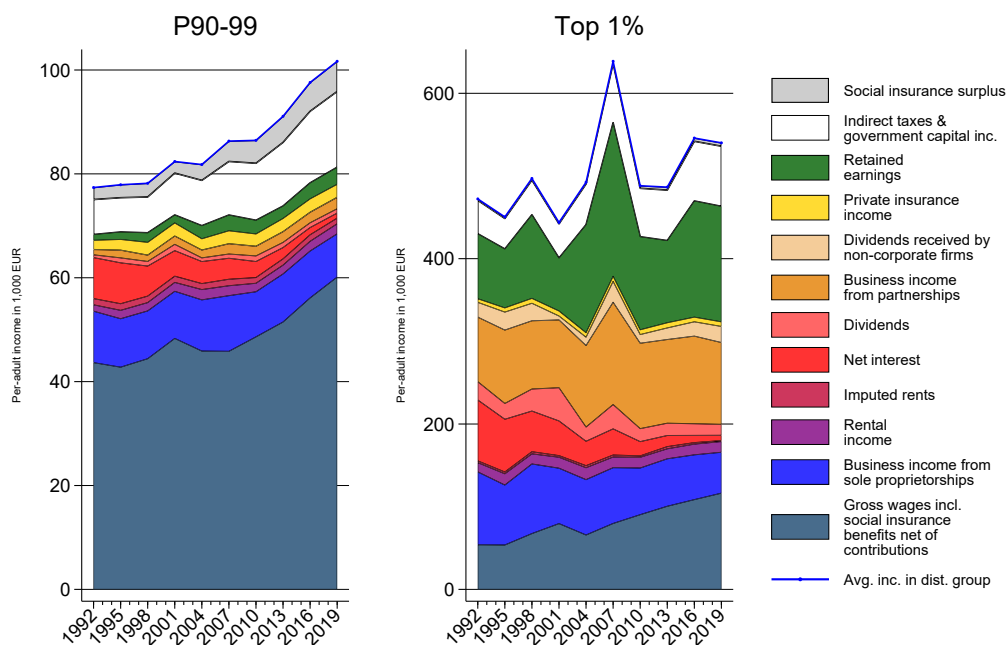 P90-99
Top 1%
Per-adult income in 1,000 EUR
100
80
60
40
20
0
1992
1995
1998
2001
2004
2007
2010
2013
2016
2019
Per-adult income in 1,000 EUR
600
400
200
0
1992
1995
1998
2001
2004
2007
2010
2013
2016
2019
Social insurance surplus
Indirect taxes &
government capital inc.
Retained
earnings
Private insurance
income
Dividends received by
non-corporate firms
Business income
from partnerships
Dividends
Net interest
Imputed rents
Rental
income
Business income from
sole proprietorships
Gross wages incl.
social insurance
benefits net of
contributions
Avg. inc. in dist. group